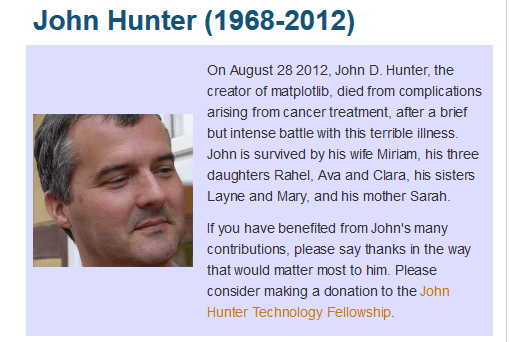 John Hunter (1968-2012)
On August 28 2012, John D. Hunter, the
creator of matplotlib, died from complications
arising from cancer treatment, after a brief
but intense battle with this terrible illness.
John is survived by his wife Miriam, his three
daughters Rahel, Ava and Clara, his sisters
Layne and Mary, and his mother Sarah.
If you have benefited from John's many
contributions, please say thanks in the way
that would matter most to him. Please
consider making a donation to the John
Hunter Technology Fellowship.